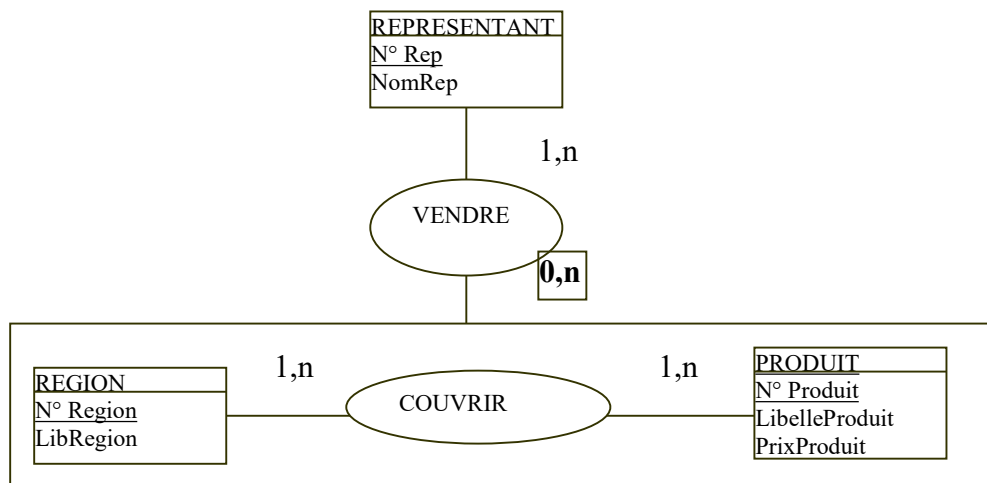 REPRESENTANT
N° Rep
NomRep
1,n
VENDRE
0,n
REGION
N° Region
LibRegion
1,n
COUVRIR
1,n
PRODUIT
N° Produit
LibelleProduit
PrixProduit